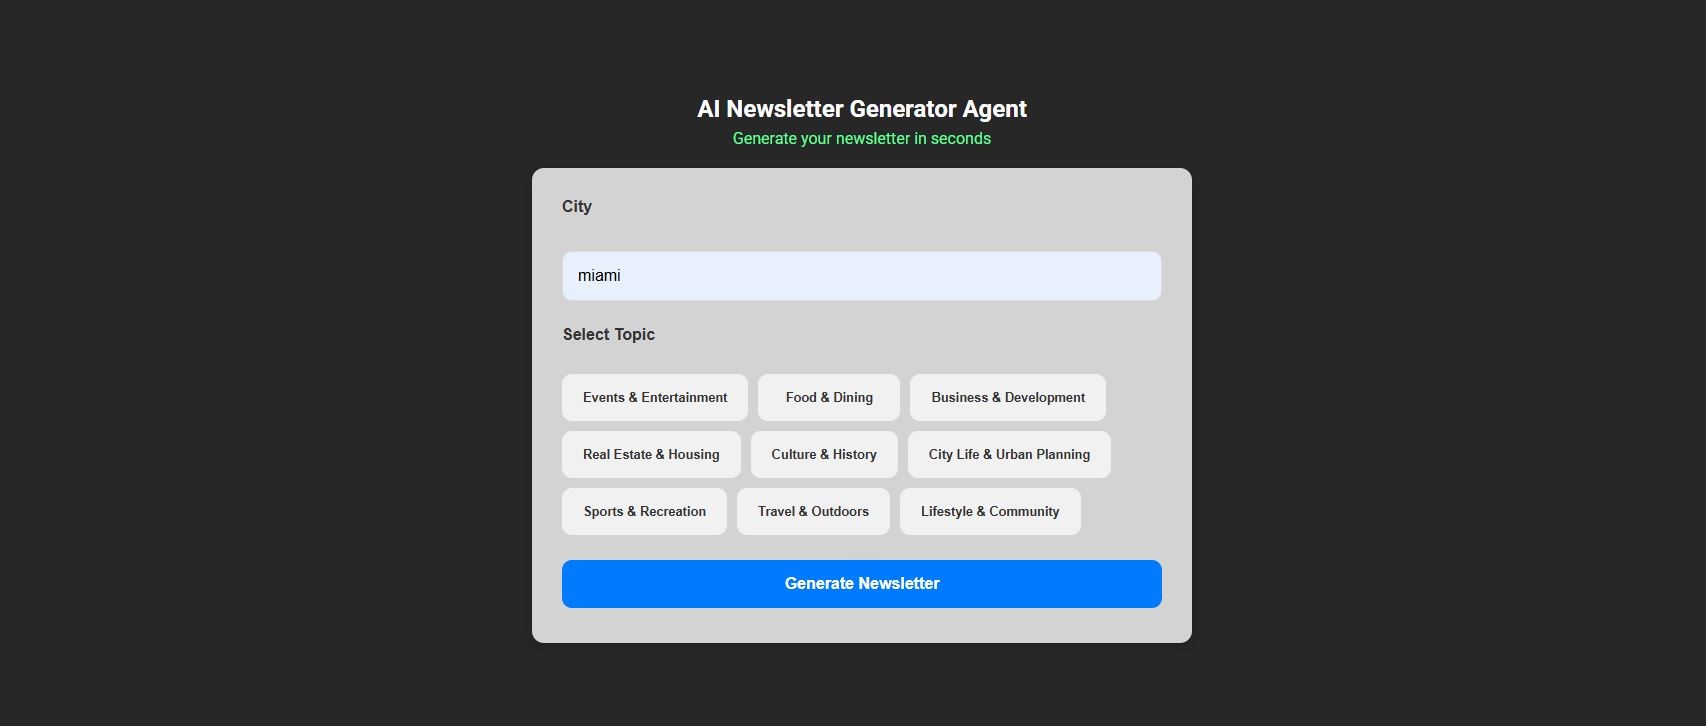 AI Newsletter Generator Agent
Generate your newsletter in seconds
City
miami
Select Topic
Events & Entertainment Food & Dining Business & Development
Real Estate & Housing Culture & History City Life & Urban Planning
Sports & Recreation Travel & Outdoors Lifestyle & Community
Generate Newsletter